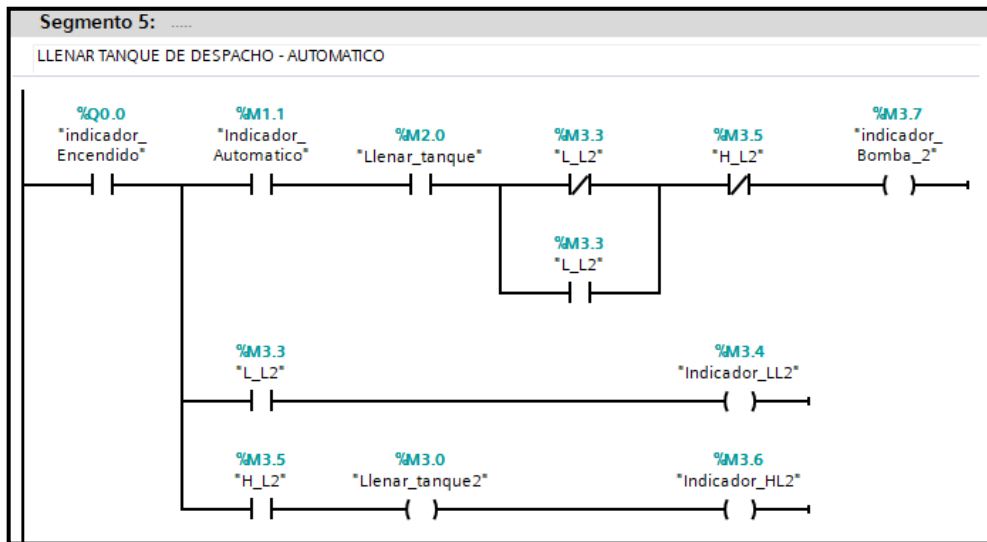 Segmento 5: .....
LLENAR TANQUE DE DESPACHO - AUTOMATICO
%Q0.0
"indicador_
Encendido"
%M1.1
"Indicador_
Automatico"
%M2.0
"Llenar_tanque"
%M3.3
"L_L2"
%M3.5
"H_L2"
%M3.7
"indicador_
Bomba_2"
%M3.3
"L_L2"
%M3.3
"L_L2"
%M3.4
"Indicador_LL2"
%M3.5
"H_L2"
%M3.0
"Llenar_tanque2"
%M3.6
"Indicador_HL2"